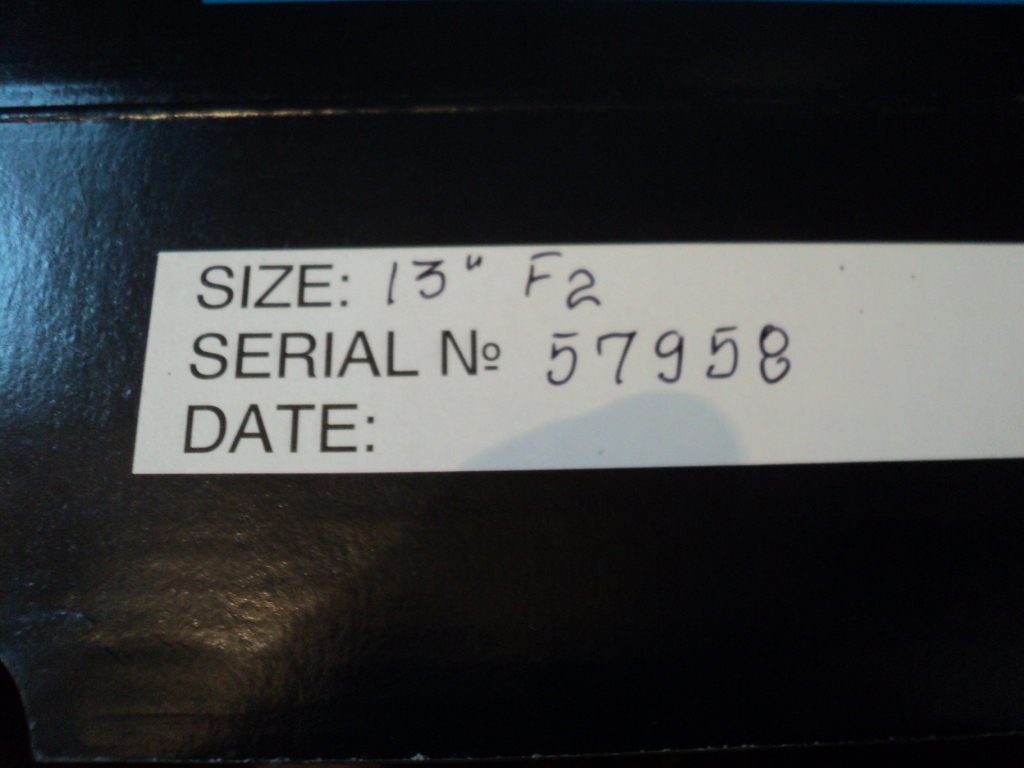 SIZE: 13" F2
SERIAL Nº 57958
DATE: